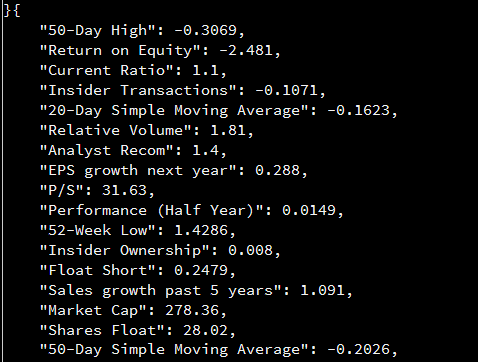 }{
"50-Day High": -0.3069,
"Return on Equity": -2.481,
"Current Ratio": 1.1,
"Insider Transactions": -0.1071,
"20-Day Simple Moving Average": -0.1623,
"Relative Volume": 1.81,
"Analyst Recom": 1.4,
"EPS growth next year": 0.288,
"P/S": 31.63,
"Performance (Half Year)": 0.0149,
"52-Week Low": 1.4286,
"Insider Ownership": 0.008,
"Float Short": 0.2479,
"Sales growth past 5 years": 1.091,
"Market Cap": 278.36,
"Shares Float": 28.02,
"50-Day Simple Moving Average": -0.2026,